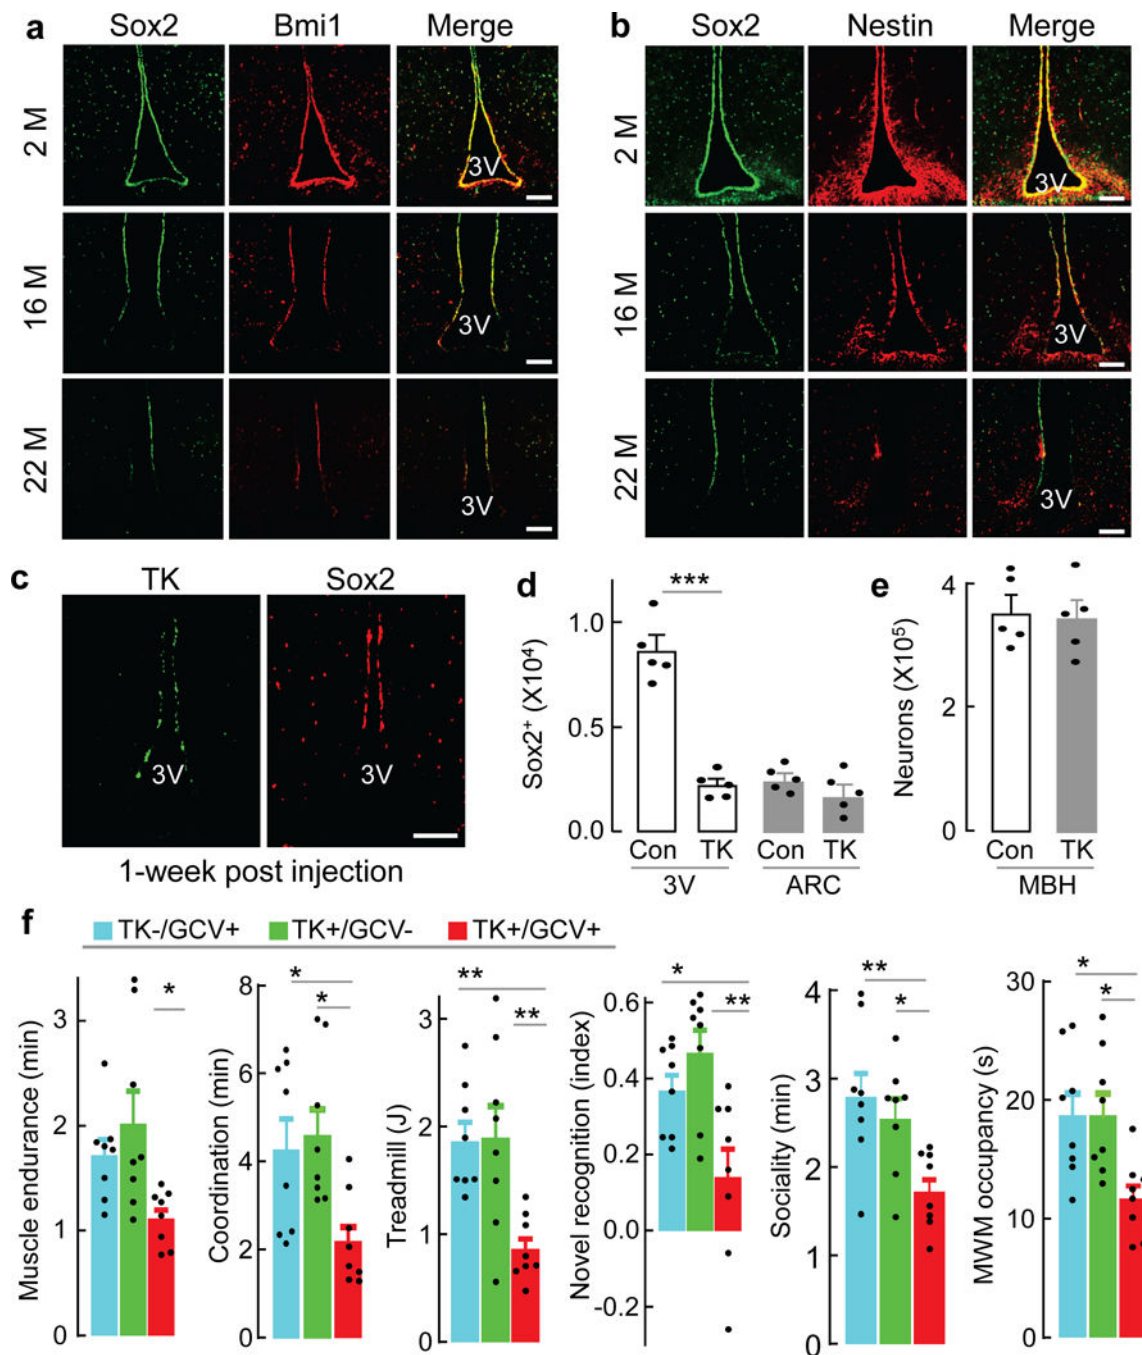 a Sox2 Bmi1 Merge
2 M
3V
16 M
3V
22 M
3V
b Sox2 Nestin Merge
2 M
3V
16 M
3V
22 M
3V
c TK Sox2
3V 3V
1-week post injection
d
Sox2⁺ (X10⁴)
1.0
0.5
0.0
***
Con TK Con TK
3V ARC
e
Neurons (X10⁵)
4
2
0
Con TK
MBH
f TK-/GCV+ TK+/GCV- TK+/GCV+
Muscle endurance (min)
3
2
1
0
*
Coordination (min)
8
6
4
2
0
*
*
Treadmill (J)
3
2
1
0
**
**
Novel recognition (index)
0.6
0.4
0.2
0.0
-0.2
*
**
Sociality (min)
4
3
2
1
0
**
*
MWM occupancy (s)
30
20
10
0
*
*